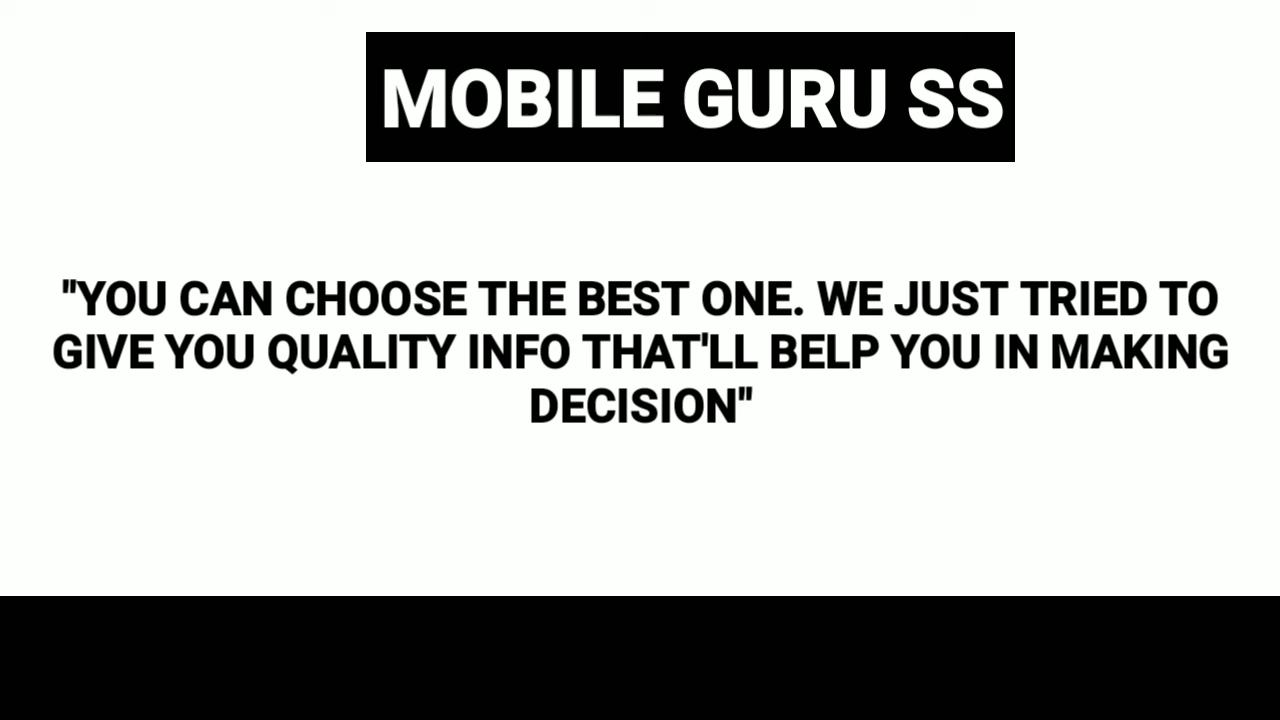 MOBILE GURU SS
"YOU CAN CHOOSE THE BEST ONE. WE JUST TRIED TO
GIVE YOU QUALITY INFO THAT'LL BELP YOU IN MAKING
DECISION"